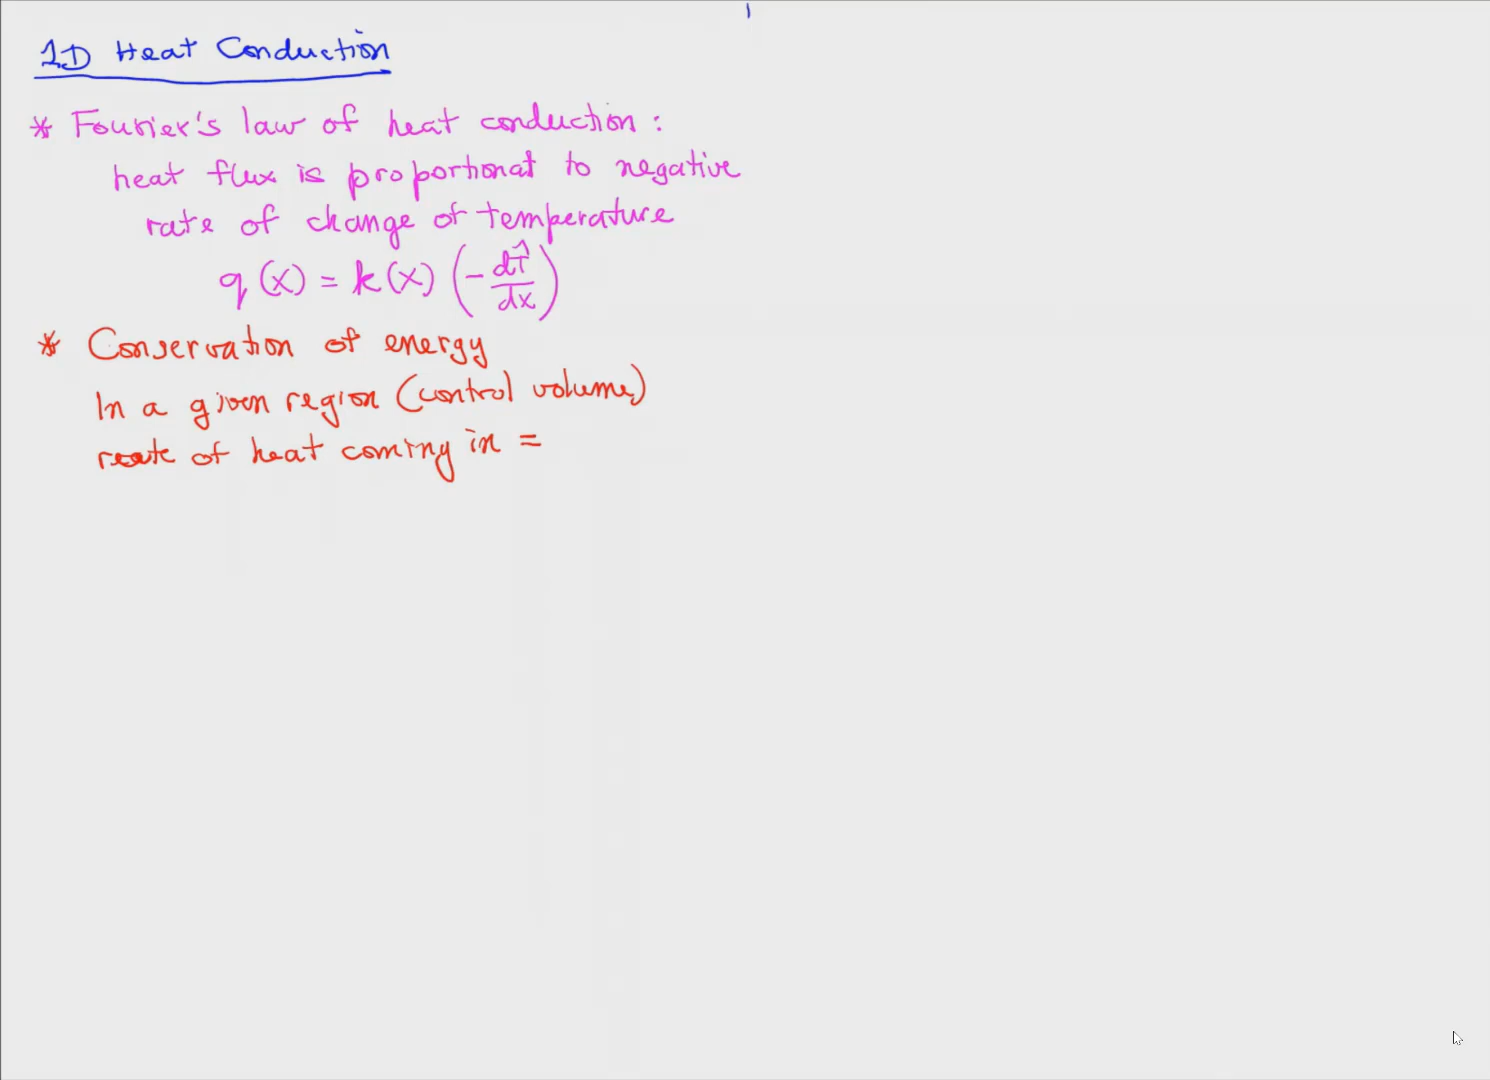 1D Heat Conduction
* Fourier's law of heat conduction :
heat flux is proportional to negative
rate of change of temperature
q(x) = k(x) (-dT̂/dx)
* Conservation of energy
In a given region (control volume)
rate of heat coming in =